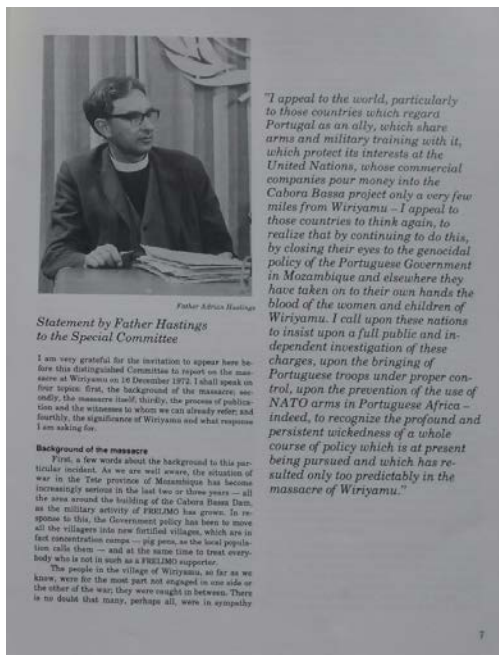 Father Adrian Hastings
Statement by Father Hastings
to the Special Committee
I am very grateful for the invitation to appear here be-
fore this distinguished Committee to report on the mas-
sacre at Wiriyamu on 16 December 1972. I shall speak on
four topics: first, the background of the massacre; sec-
ondly, the massacre itself; thirdly, the process of publica-
tion and the witnesses to whom we can already refer; and
fourthly, the significance of Wiriyamu and what response
I am asking for.
Background of the massacre
First, a few words about the background to this par-
ticular incident. As we are well aware, the situation of
war in the Tete province of Mozambique has become
increasingly serious in the last two or three years — all
the area around the building of the Cabora Bassa Dam,
as the military activity of FRELIMO has grown. In re-
sponse to this, the Government policy has been to move
all the villagers into new fortified villages, which are in
fact concentration camps — pig pens, as the local popula-
tion calls them — and at the same time to treat every-
body who is not in such as a FRELIMO supporter.
The people in the village of Wiriyamu, so far as we
know, were for the most part not engaged in one side or
the other of the war; they were caught in between. There
is no doubt that many, perhaps all, were in sympathy
"I appeal to the world, particularly
to those countries which regard
Portugal as an ally, which share
arms and military training with it,
which protect its interests at the
United Nations, whose commercial
companies pour money into the
Cabora Bassa project only a very few
miles from Wiriyamu – I appeal to
those countries to think again, to
realize that by continuing to do this,
by closing their eyes to the genocidal
policy of the Portuguese Government
in Mozambique and elsewhere they
have taken on to their own hands the
blood of the women and children of
Wiriyamu. I call upon these nations
to insist upon a full public and in-
dependent investigation of these
charges, upon the bringing of
Portuguese troops under proper con-
trol, upon the prevention of the use of
NATO arms in Portuguese Africa –
indeed, to recognize the profound and
persistent wickedness of a whole
course of policy which is at present
being pursued and which has re-
sulted only too predictably in the
massacre of Wiriyamu."
7